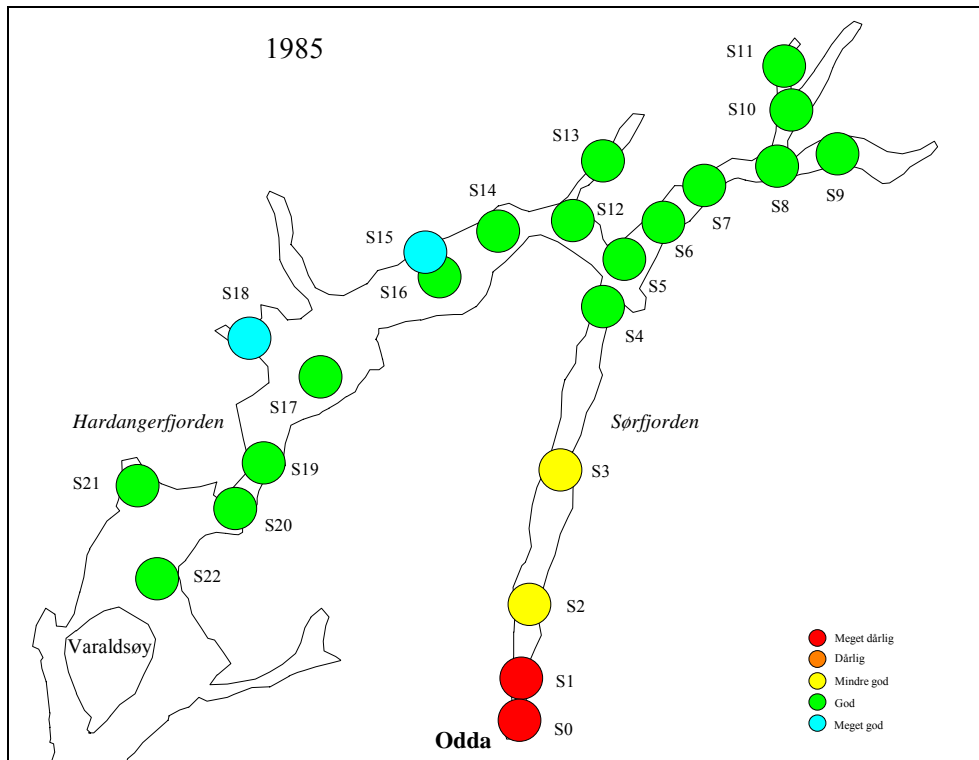 1985
S11
S10
S13
S9
S8
S14
S12
S7
S6
S15
S5
S16
S4
S18
S17
Hardangerfjorden
Sørfjorden
S19
S3
S21
S20
S22
S2
Varaldsøy
Meget dårlig
Dårlig
Mindre god
God
Meget god
S1
S0
Odda